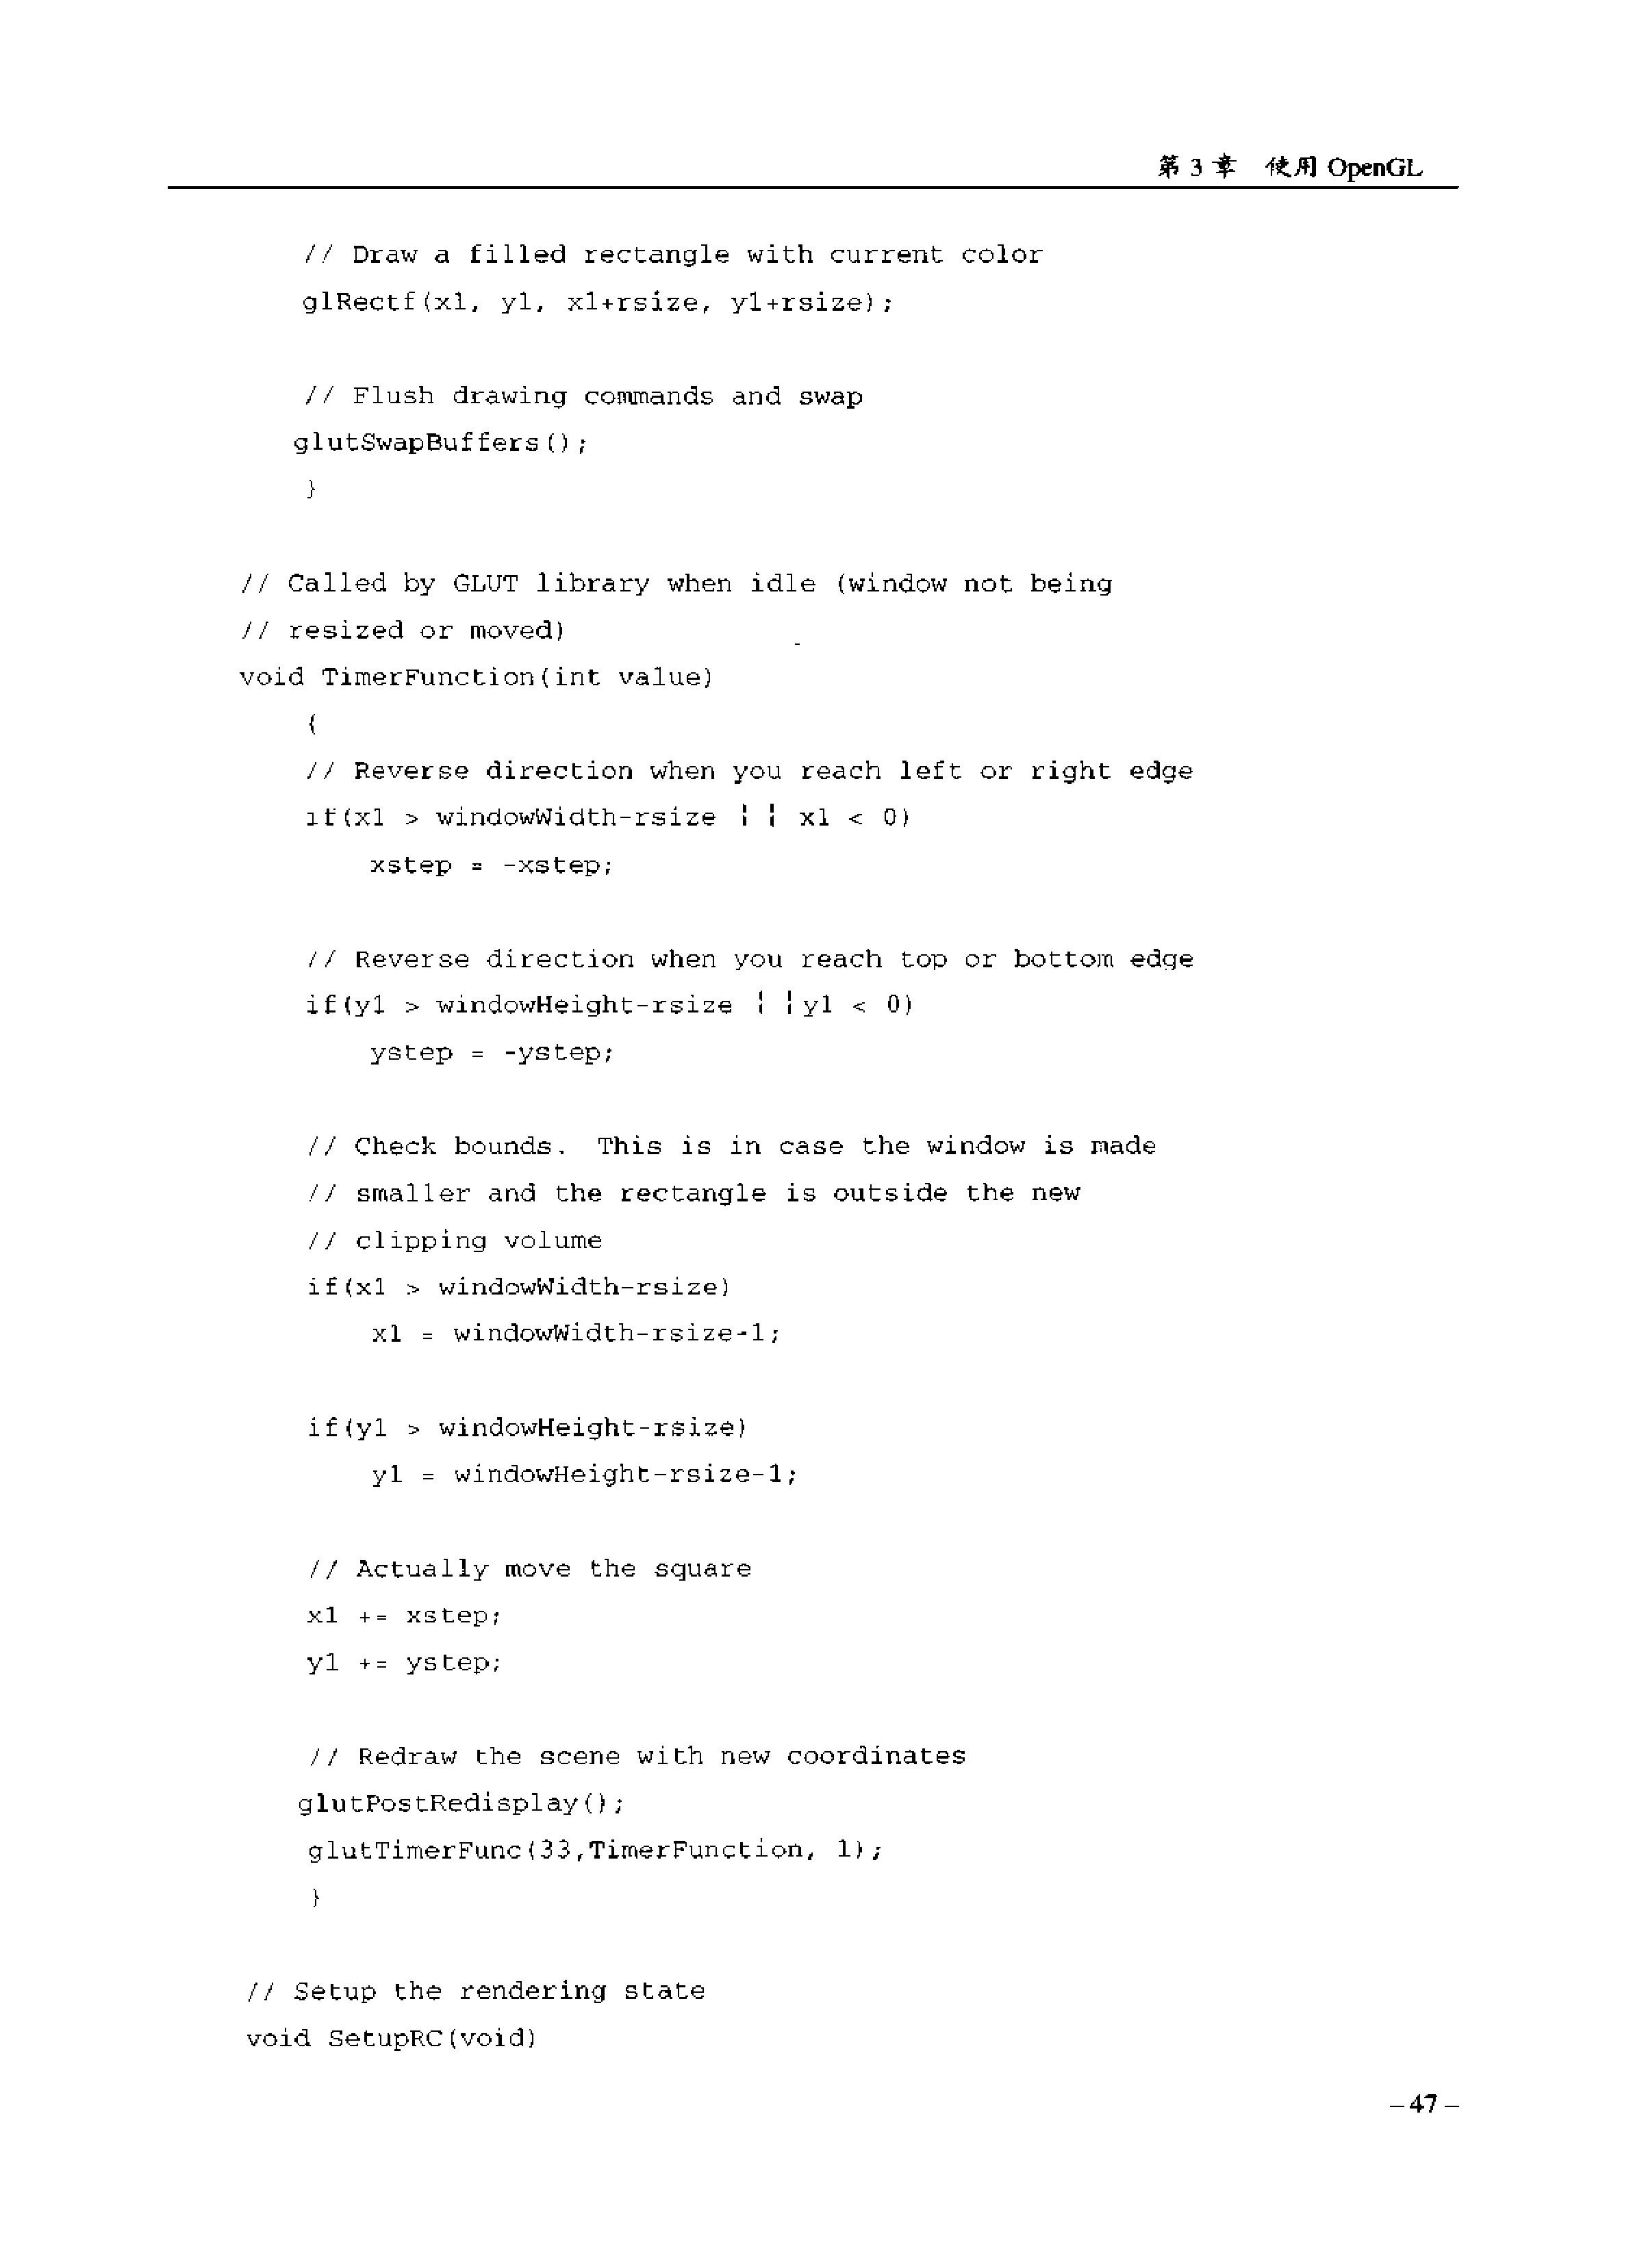 第 3 章 使用 OpenGL
// Draw a filled rectangle with current color
glRectf(x1, y1, x1+rsize, y1+rsize);
// Flush drawing commands and swap
glutSwapBuffers();
}
// Called by GLUT library when idle (window not being
// resized or moved)
void TimerFunction(int value)
{
// Reverse direction when you reach left or right edge
if(x1 > windowWidth-rsize ¦ ¦ x1 < 0)
xstep = -xstep;
// Reverse direction when you reach top or bottom edge
if(y1 > windowHeight-rsize ¦ ¦y1 < 0)
ystep = -ystep;
// Check bounds. This is in case the window is made
// smaller and the rectangle is outside the new
// clipping volume
if(x1 > windowWidth-rsize)
x1 = windowWidth-rsize-1;
if(y1 > windowHeight-rsize)
y1 = windowHeight-rsize-1;
// Actually move the square
x1 += xstep;
y1 += ystep;
// Redraw the scene with new coordinates
glutPostRedisplay();
glutTimerFunc(33,TimerFunction, 1);
}
// Setup the rendering state
void SetupRC(void)
–47–